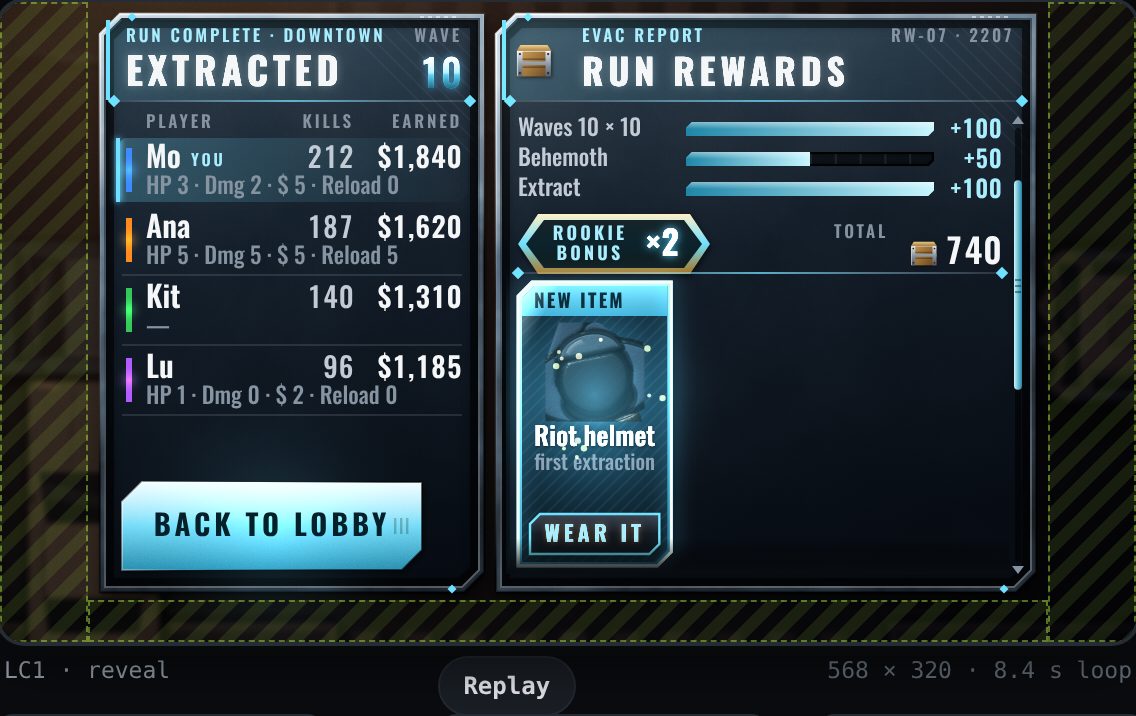 RUN COMPLETE · DOWNTOWN WAVE
EXTRACTED 10
PLAYER KILLS EARNED
Mo YOU 212 $1,840
HP 3 · Dmg 2 · $ 5 · Reload 0
Ana 187 $1,620
HP 5 · Dmg 5 · $ 5 · Reload 5
Kit 140 $1,310
—
Lu 96 $1,185
HP 1 · Dmg 0 · $ 2 · Reload 0
BACK TO LOBBY
EVAC REPORT RW-07 · 2207
RUN REWARDS
Waves 10 × 10 +100
Behemoth +50
Extract +100
ROOKIE
BONUS ×2
TOTAL
740
NEW ITEM
Riot helmet
first extraction
WEAR IT
LC1 · reveal
Replay
568 × 320 · 8.4 s loop